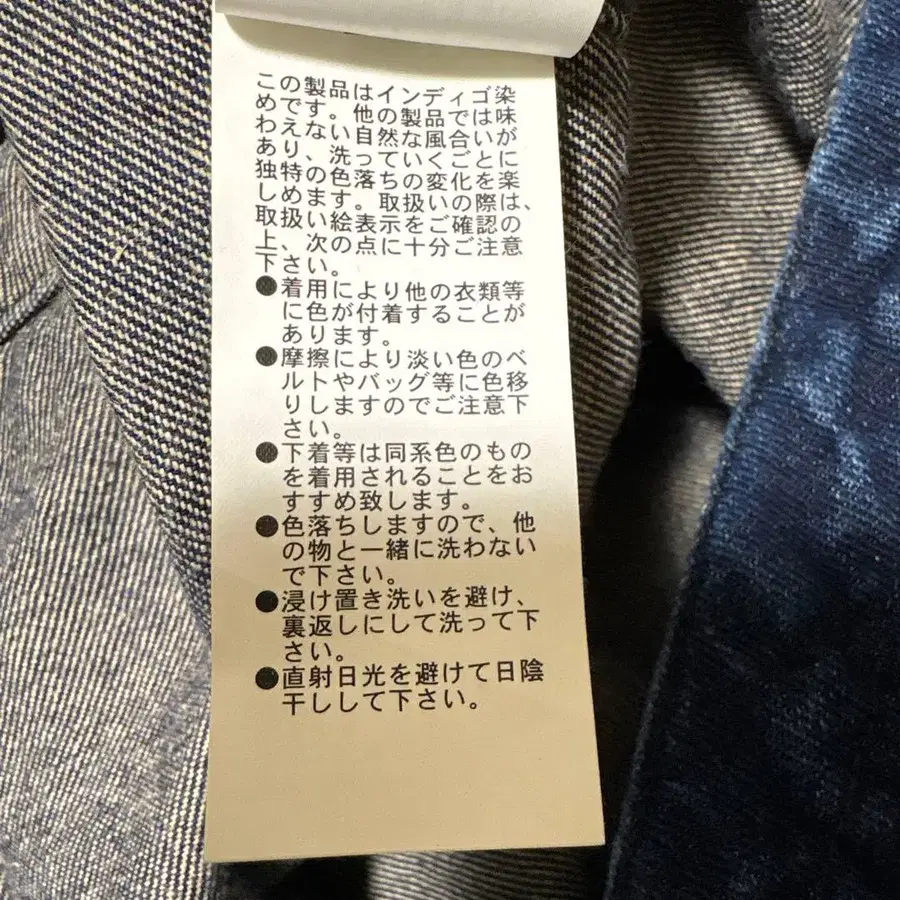 この製品はインディゴ染
めです。他の製品では味
わえない自然な風合いが
あり、洗っていくごとに
独特の色落ちの変化を楽
しめます。取扱いの際は、
取扱い絵表示をご確認の
上、次の点に十分ご注意
下さい。
●着用により他の衣類等
に色が付着することが
あります。
●摩擦により淡い色のベ
ルトやバッグ等に色移
りしますのでご注意下
さい。
●下着等は同系色のもの
を着用されることをお
すすめ致します。
●色落ちしますので、他
の物と一緒に洗わない
で下さい。
●浸け置き洗いを避け、
裏返しにして洗って下
さい。
●直射日光を避けて日陰
干しして下さい。